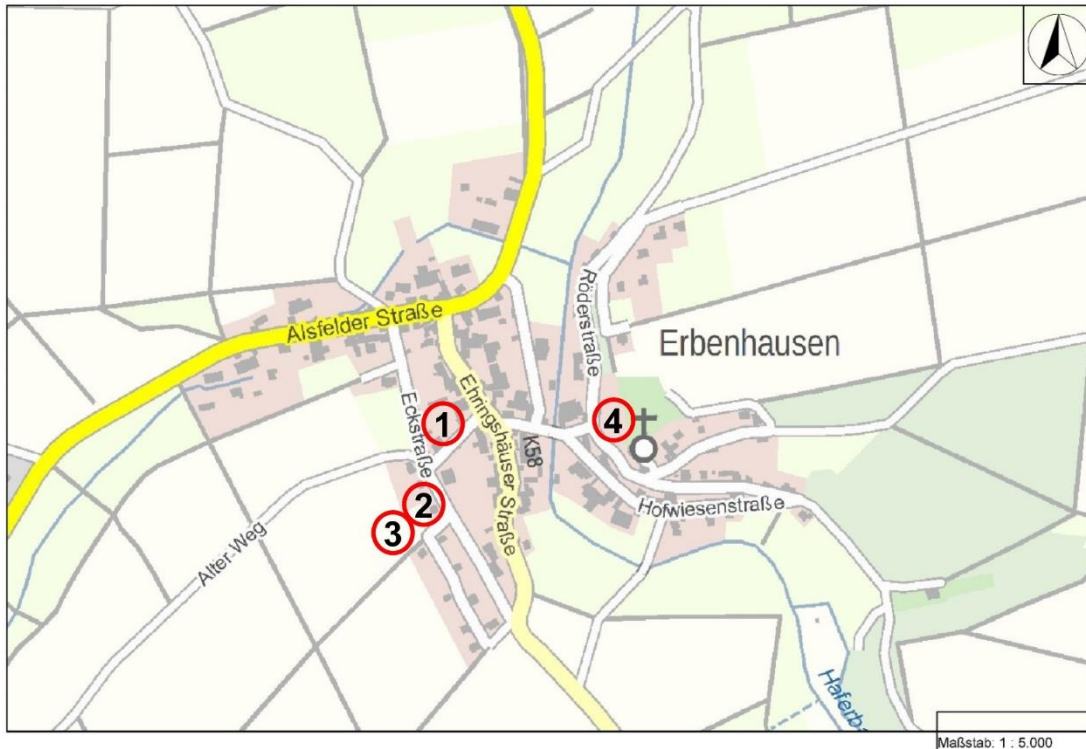 Alsfelder Straße
Röderstraße
Erbenhausen
Eckstraße
Ehringshäuser Straße
1
4
K58
2
3
Hofwiesenstraße
Alter Weg
Haferb
Maßstab: 1 : 5.000